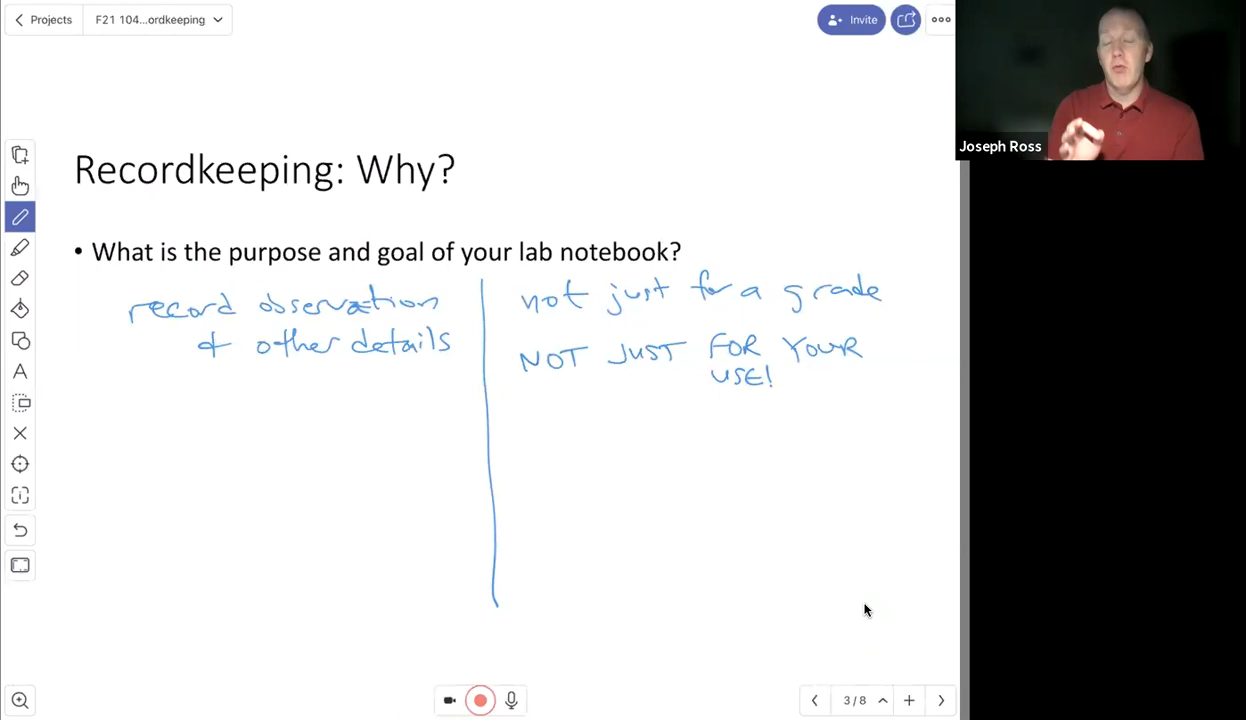 Projects
F21 104...ordkeeping
Invite
Joseph Ross
Recordkeeping: Why?
• What is the purpose and goal of your lab notebook?
record observation
& other details
not just for a grade
NOT JUST FOR YOUR
USE!
A
3/8